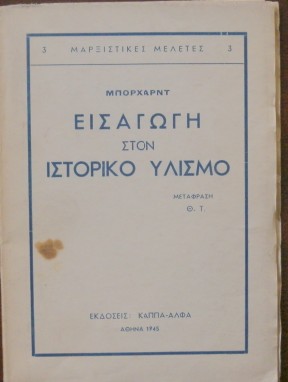 3 ΜΑΡΞΙΣΤΙΚΕΣ ΜΕΛΕΤΕΣ 3
ΜΠΟΡΧΑΡΝΤ
ΕΙΣΑΓΩΓΗ
ΣΤΟΝ
ΙΣΤΟΡΙΚΟ ΥΛΙΣΜΟ
ΜΕΤΑΦΡΑΣΗ
Θ. Τ.
ΕΚΔΟΣΕΙΣ: ΚΑΠΠΑ-ΑΛΦΑ
ΑΘΗΝΑ 1945